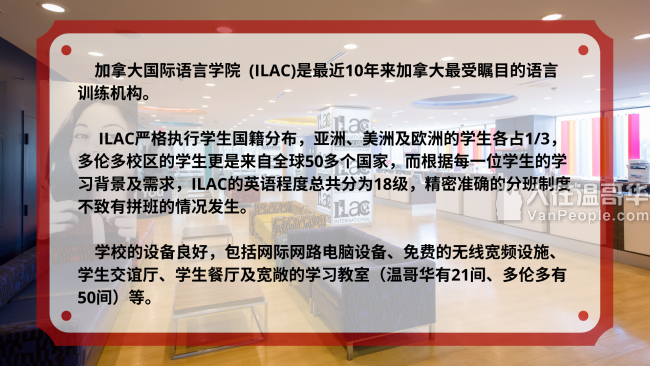 加拿大国际语言学院 (ILAC)是最近10年来加拿大最受瞩目的语言
训练机构。
ILAC严格执行学生国籍分布，亚洲、美洲及欧洲的学生各占1/3，
多伦多校区的学生更是来自全球50多个国家，而根据每一位学生的学
习背景及需求，ILAC的英语程度总共分为18级，精密准确的分班制度
不致有拼班的情况发生。
学校的设备良好，包括网际网路电脑设备、免费的无线宽频设施、
学生交谊厅、学生餐厅及宽敞的学习教室（温哥华有21间、多伦多有
50间）等。
人在温哥华
VanPeople.com
ILAC
INTERNATIONAL